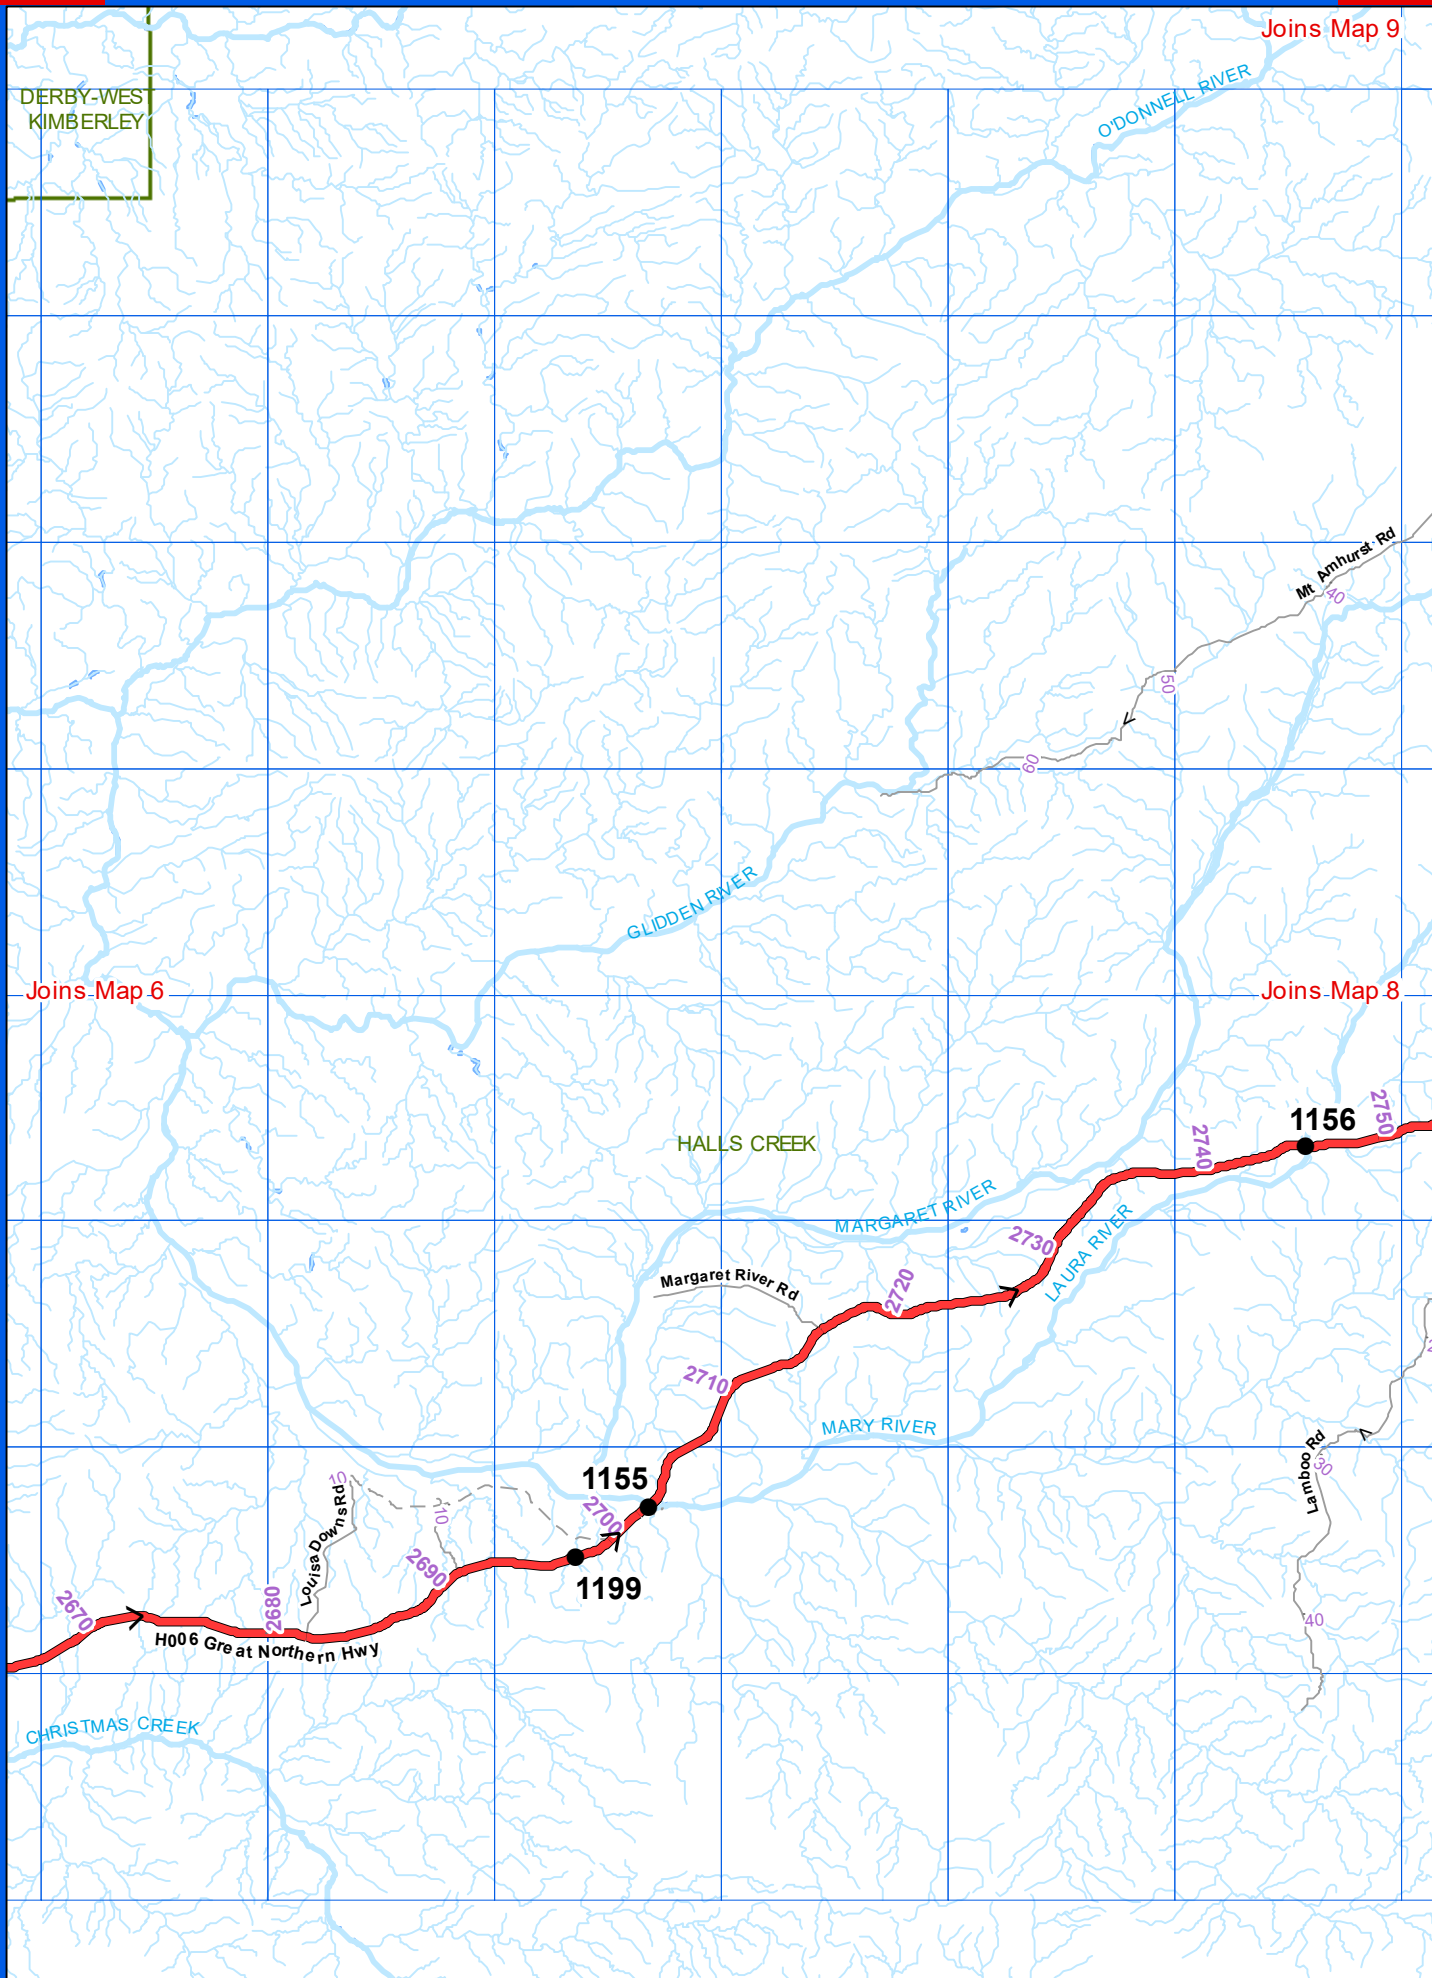 Joins Map 9
DERBY-WEST
KIMBERLEY
O'DONNELL RIVER
Mt Amhurst Rd
40
50
60
GLIDDEN RIVER
Joins Map 6
Joins Map 8
2750
1156
2740
HALLS CREEK
MARGARET RIVER
LAURA RIVER
2730
Margaret River Rd
2720
2710
MARY RIVER
Lamboo Rd
30
1155
10
2700
10
Louisa Downs Rd
2690
1199
2670
2680
40
H006 Great Northern Hwy
CHRISTMAS CREEK